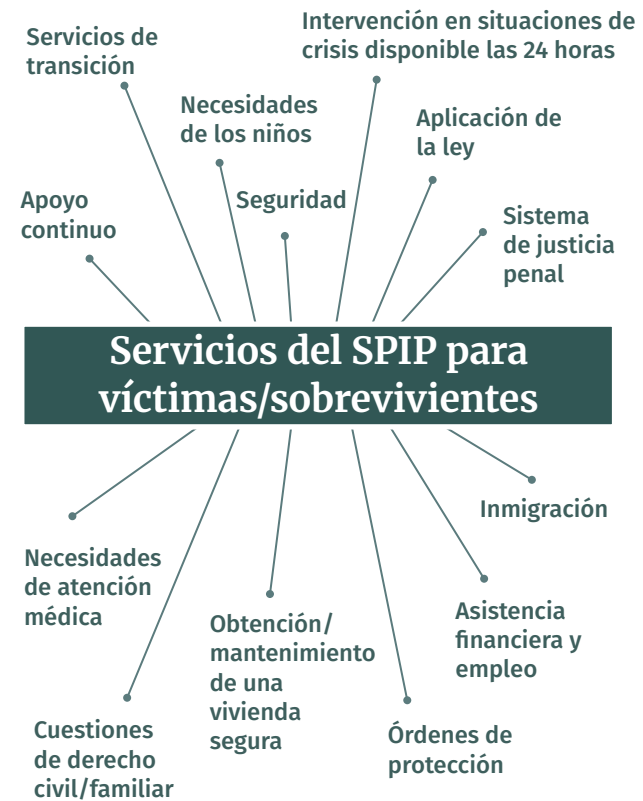 Servicios de
transición
Intervención en situaciones de
crisis disponible las 24 horas
Necesidades
de los niños
Aplicación de
la ley
Apoyo
continuo
Seguridad
Sistema
de justicia
penal
Servicios del SPIP para
víctimas/sobrevivientes
Necesidades
de atención
médica
Inmigración
Obtención/
mantenimiento
de una
vivienda
segura
Asistencia
financiera y
empleo
Cuestiones
de derecho
civil/familiar
Órdenes de
protección